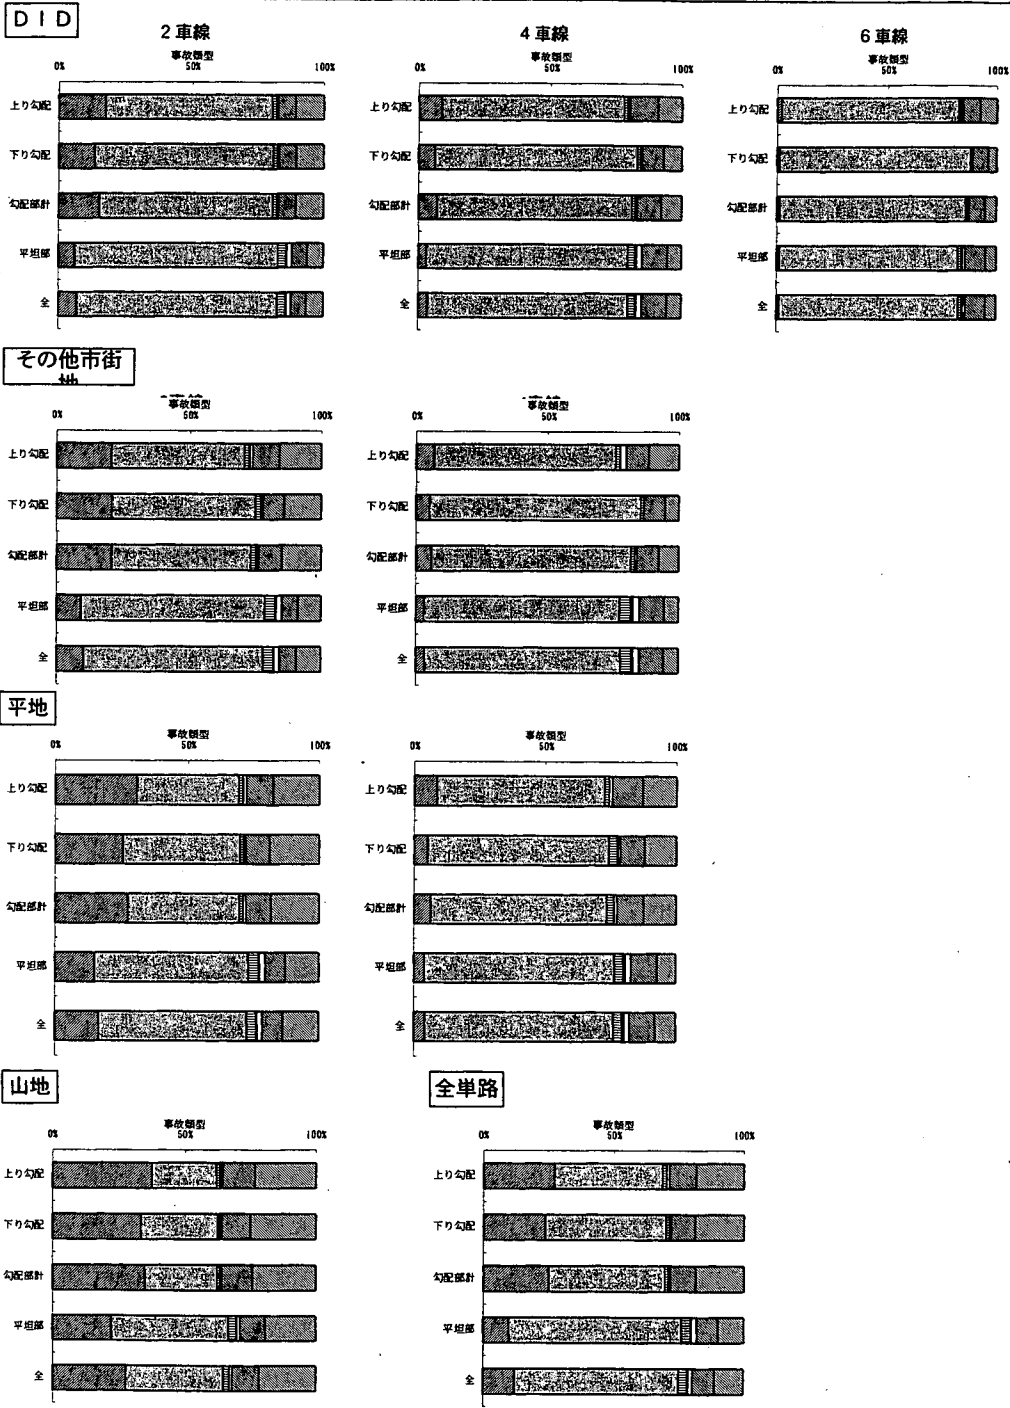 DID
2車線
4車線
6車線
事故類型
0% 50% 100%
上り勾配
下り勾配
勾配部計
平坦部
全
事故類型
0% 50% 100%
上り勾配
下り勾配
勾配部計
平坦部
全
事故類型
0% 50% 100%
上り勾配
下り勾配
勾配部計
平坦部
全
その他市街
地
事故類型
0% 50% 100%
上り勾配
下り勾配
勾配部計
平坦部
全
事故類型
0% 50% 100%
上り勾配
下り勾配
勾配部計
平坦部
全
平地
事故類型
0% 50% 100%
上り勾配
下り勾配
勾配部計
平坦部
全
事故類型
0% 50% 100%
上り勾配
下り勾配
勾配部計
平坦部
全
山地
事故類型
0% 50% 100%
上り勾配
下り勾配
勾配部計
平坦部
全
全単路
事故類型
0% 50% 100%
上り勾配
下り勾配
勾配部計
平坦部
全